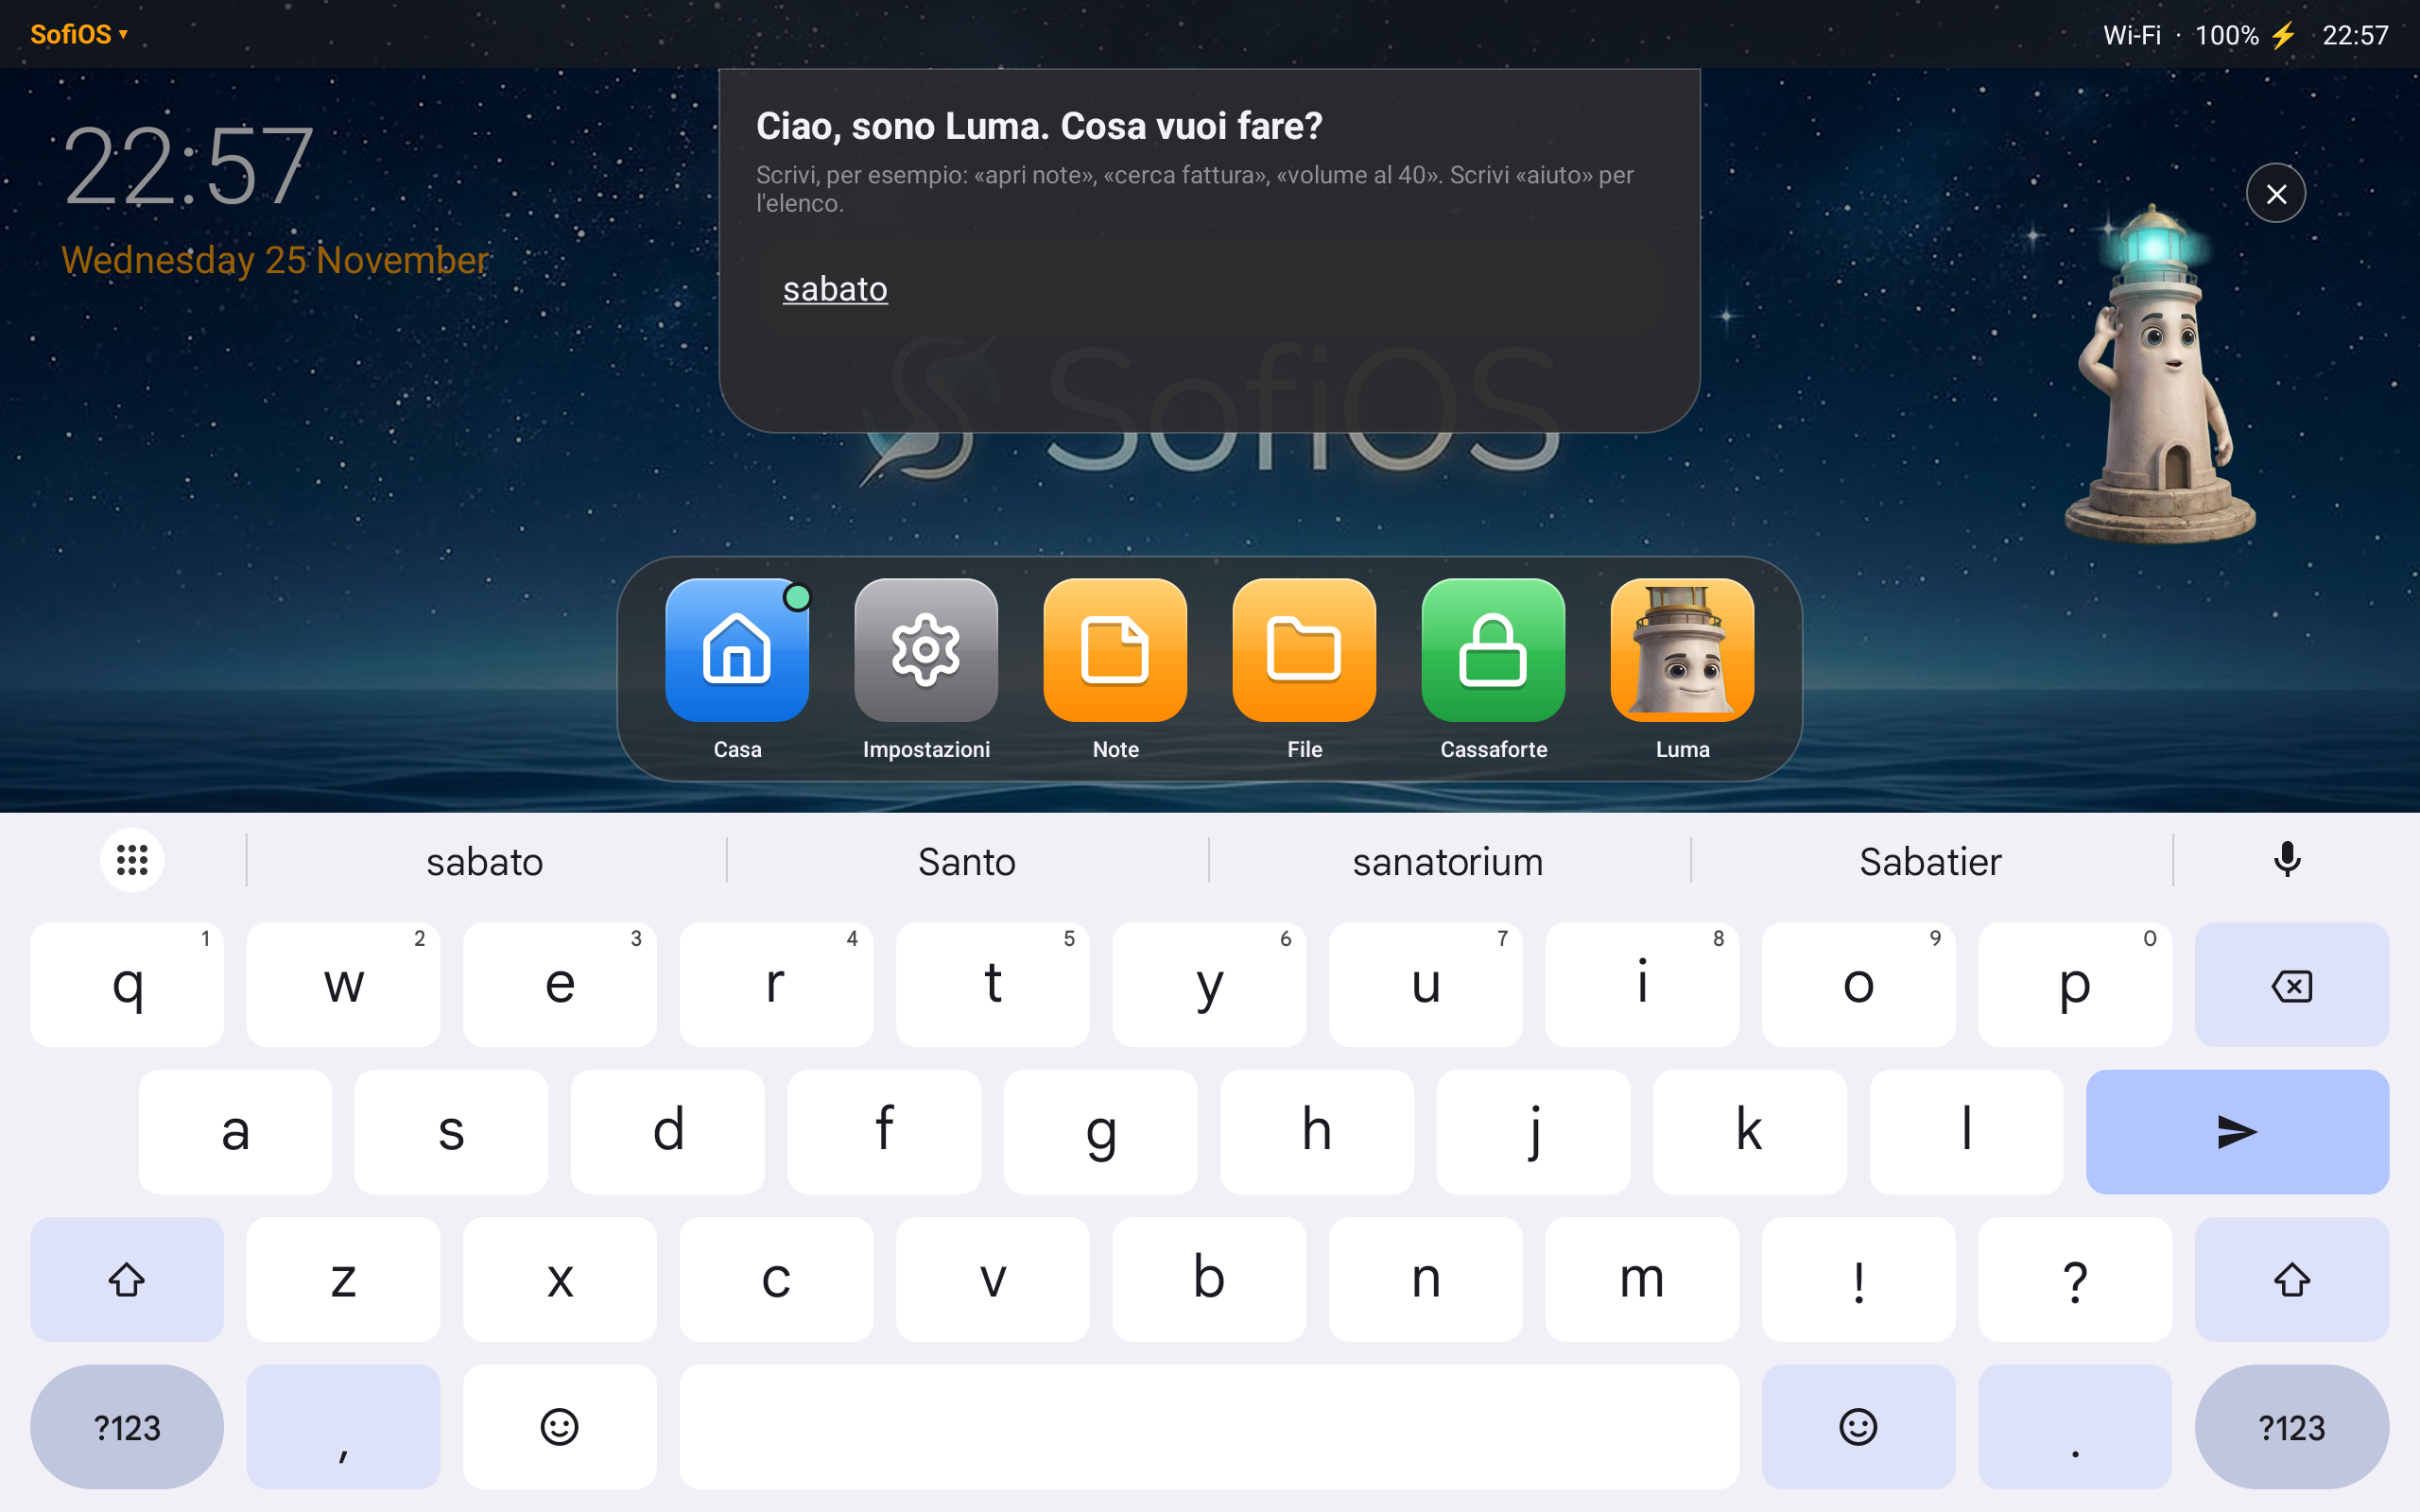 SofiOS ▾
Wi-Fi · 100% ⚡ 22:57
22:57
Wednesday 25 November
Ciao, sono Luma. Cosa vuoi fare?
Scrivi, per esempio: «apri note», «cerca fattura», «volume al 40». Scrivi «aiuto» per
l'elenco.
sabato
SofiOS
Casa
Impostazioni
Note
File
Cassaforte
Luma
sabato
Santo
sanatorium
Sabatier
q 1 w 2 e 3 r 4 t 5 y 6 u 7 i 8 o 9 p 0
a s d f g h j k l
z x c v b n m ! ?
?123 , . ?123